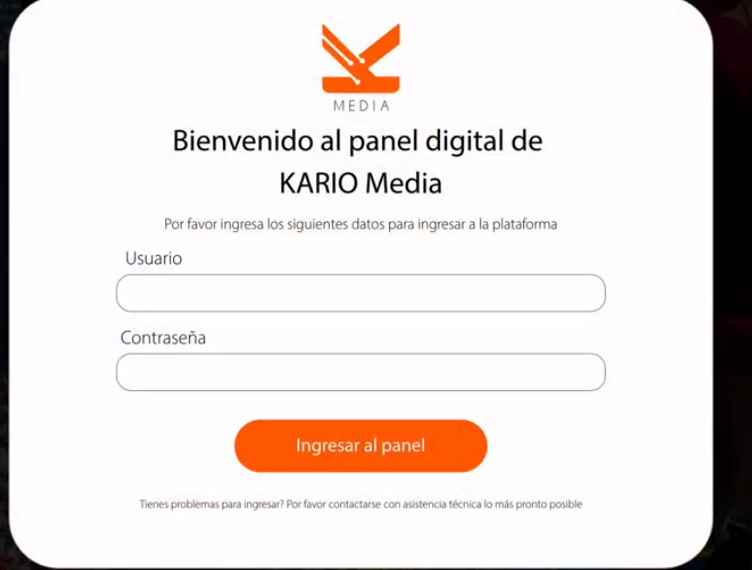 MEDIA
Bienvenido al panel digital de
KARIO Media
Por favor ingresa los siguientes datos para ingresar a la plataforma
Usuario
Contraseña
Ingresar al panel
Tienes problemas para ingresar? Por favor contactarse con asistencia técnica lo más pronto posible